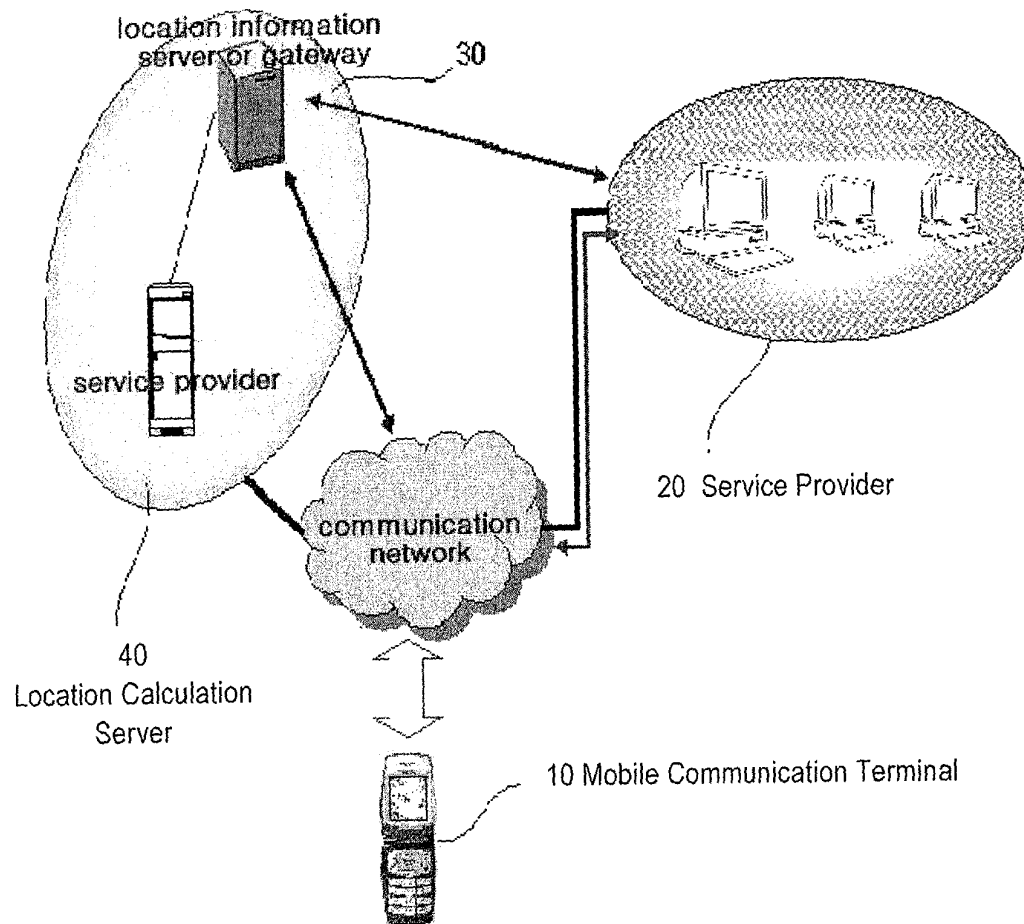 location information
server or gateway
30
service provider
20 Service Provider
communication
network
40
Location Calculation
Server
10 Mobile Communication Terminal